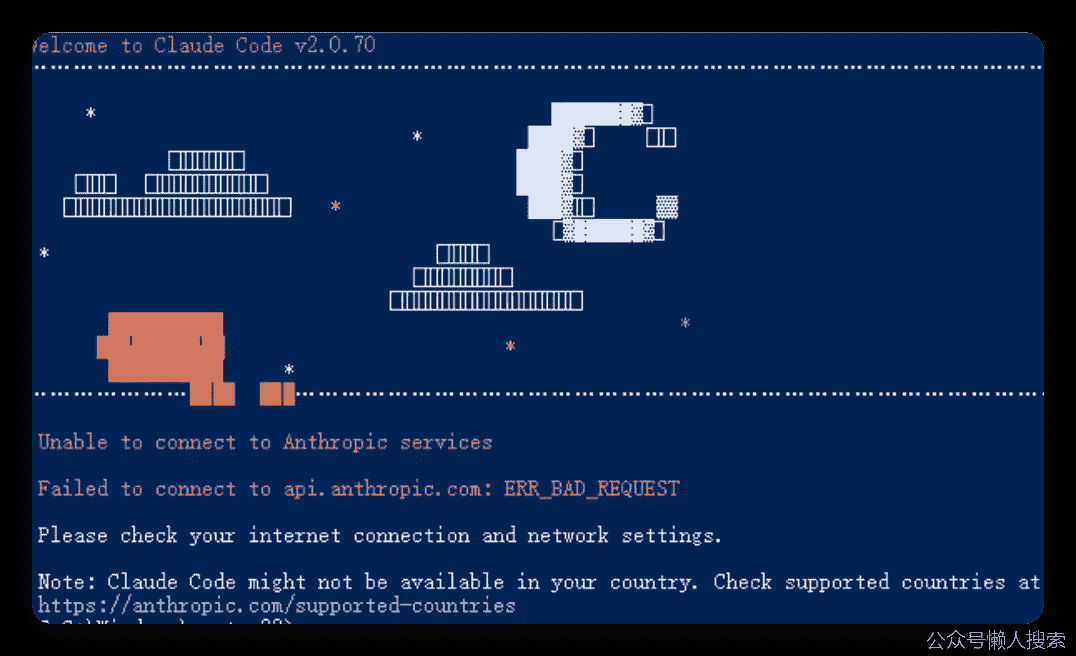 Welcome to Claude Code v2.0.70
Unable to connect to Anthropic services
Failed to connect to api.anthropic.com: ERR_BAD_REQUEST
Please check your internet connection and network settings.
Note: Claude Code might not be available in your country. Check supported countries at
https://anthropic.com/supported-countries
公众号懒人搜索